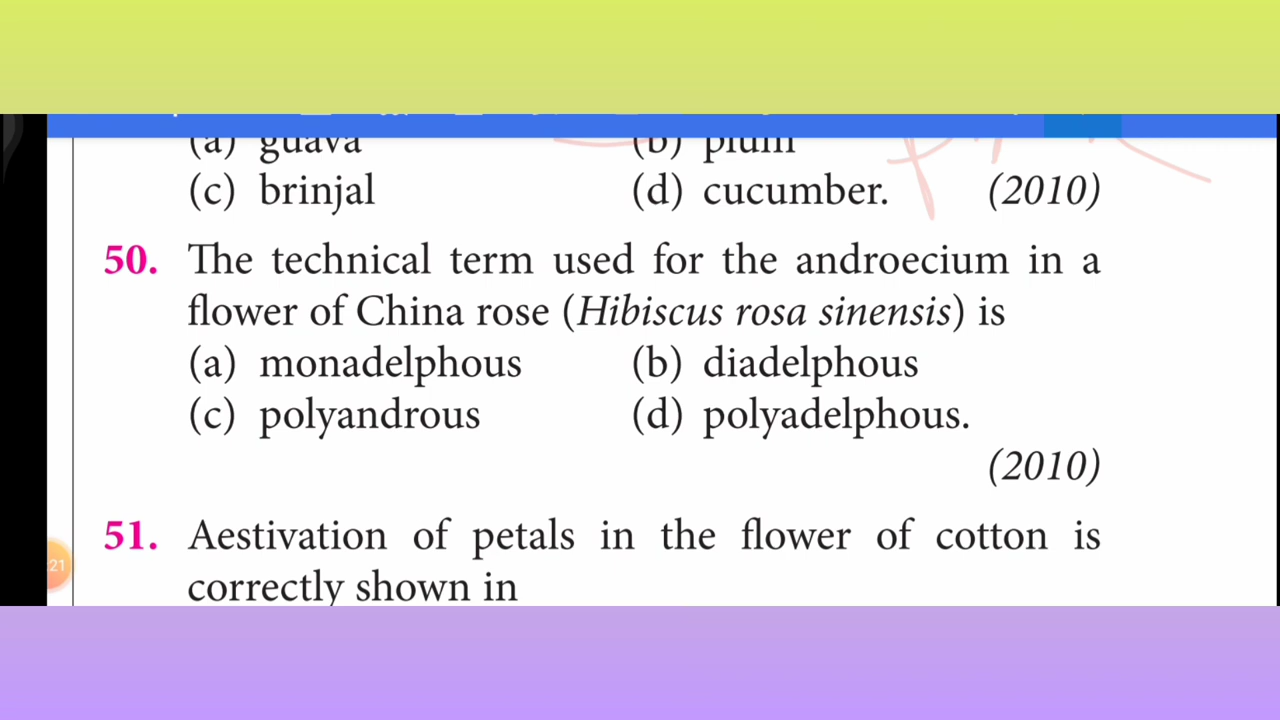 (a) guava (b) plum
(c) brinjal (d) cucumber. (2010)
50. The technical term used for the androecium in a
flower of China rose (Hibiscus rosa sinensis) is
(a) monadelphous (b) diadelphous
(c) polyandrous (d) polyadelphous.
(2010)
51. Aestivation of petals in the flower of cotton is
correctly shown in
:21